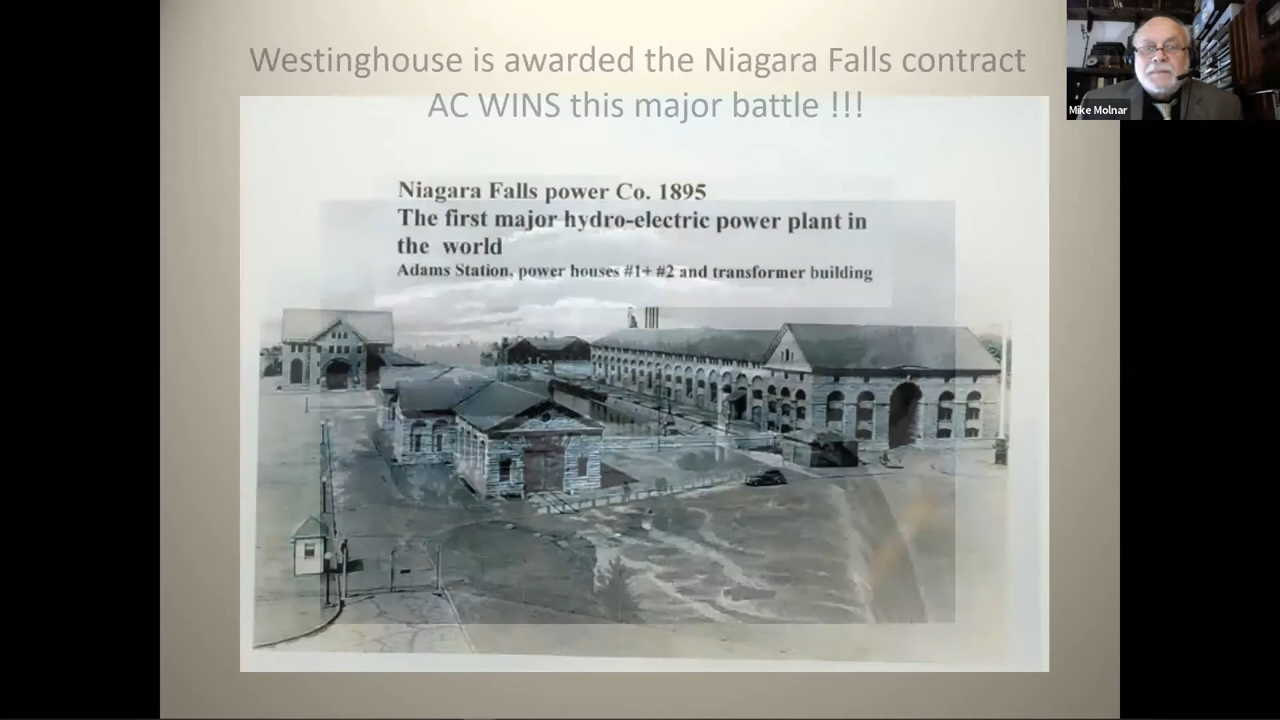 Westinghouse is awarded the Niagara Falls contract
AC WINS this major battle !!!
Mike Molnar
Niagara Falls power Co. 1895
The first major hydro-electric power plant in
the world
Adams Station, power houses #1+ #2 and transformer building